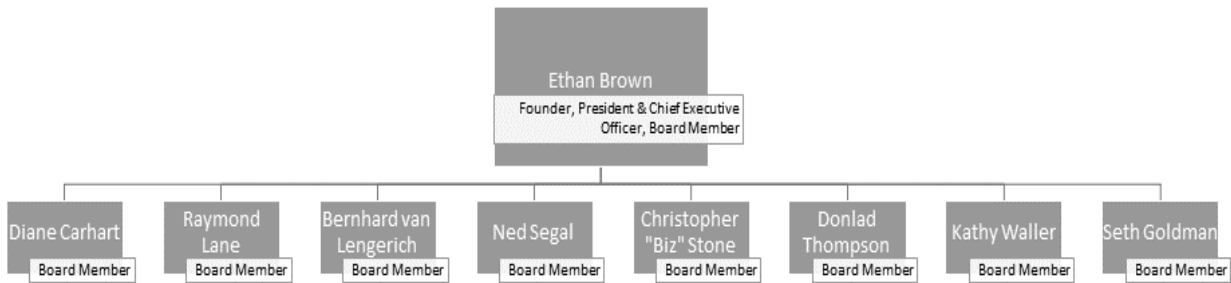 Ethan Brown
Founder, President & Chief Executive
Officer, Board Member
Diane Carhart
Board Member
Raymond
Lane
Board Member
Bernhard van
Lengerich
Board Member
Ned Segal
Board Member
Christopher
"Biz" Stone
Board Member
Donlad
Thompson
Board Member
Kathy Waller
Board Member
Seth Goldman
Board Member